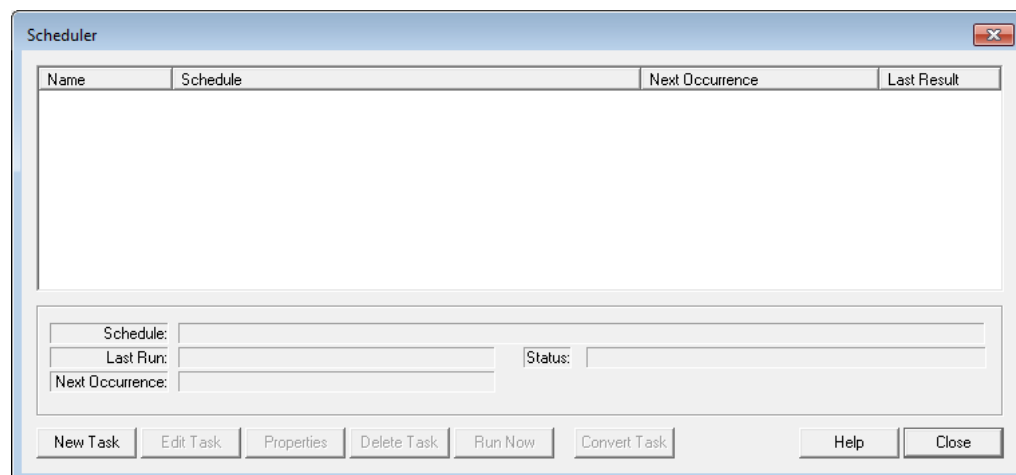 Scheduler
Name Schedule Next Occurrence Last Result
Schedule:
Last Run: Status:
Next Occurrence:
New Task Edit Task Properties Delete Task Run Now Convert Task Help Close